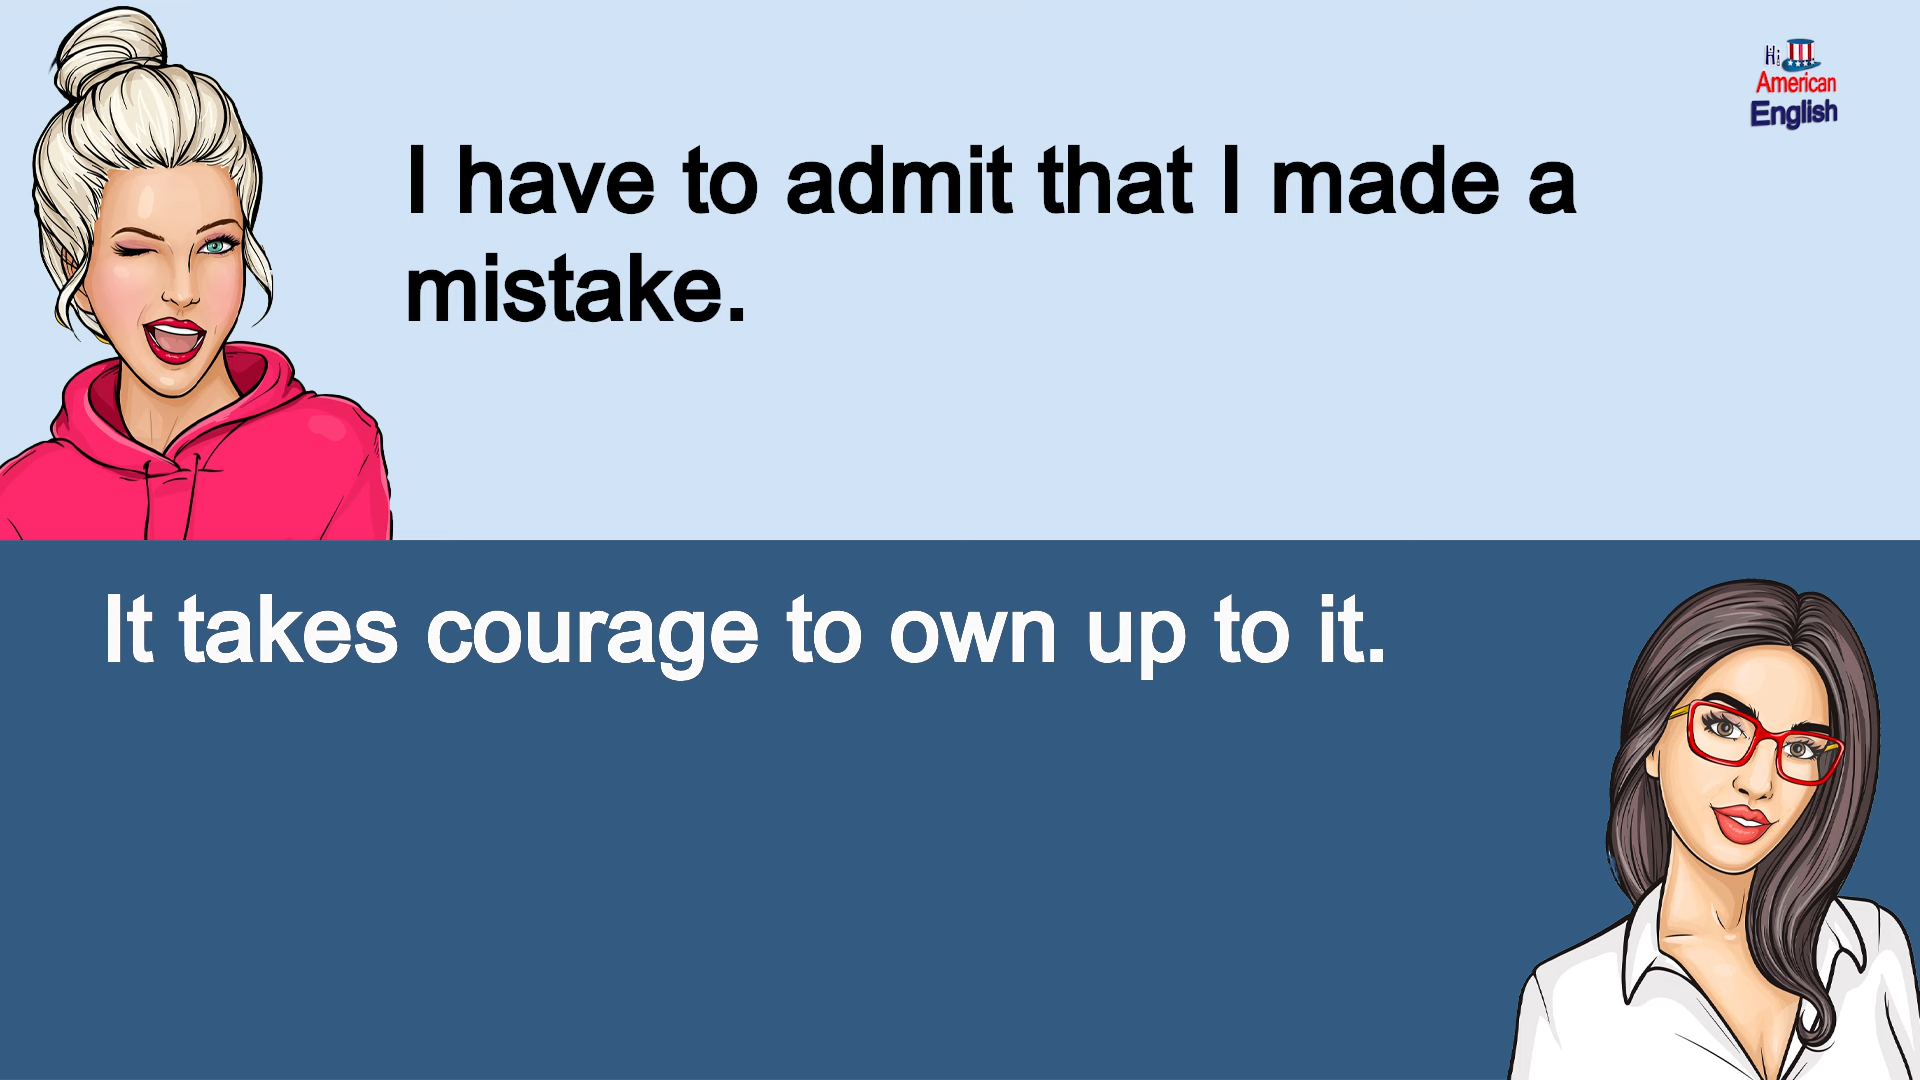 Hi
American
English
I have to admit that I made a
mistake.
It takes courage to own up to it.